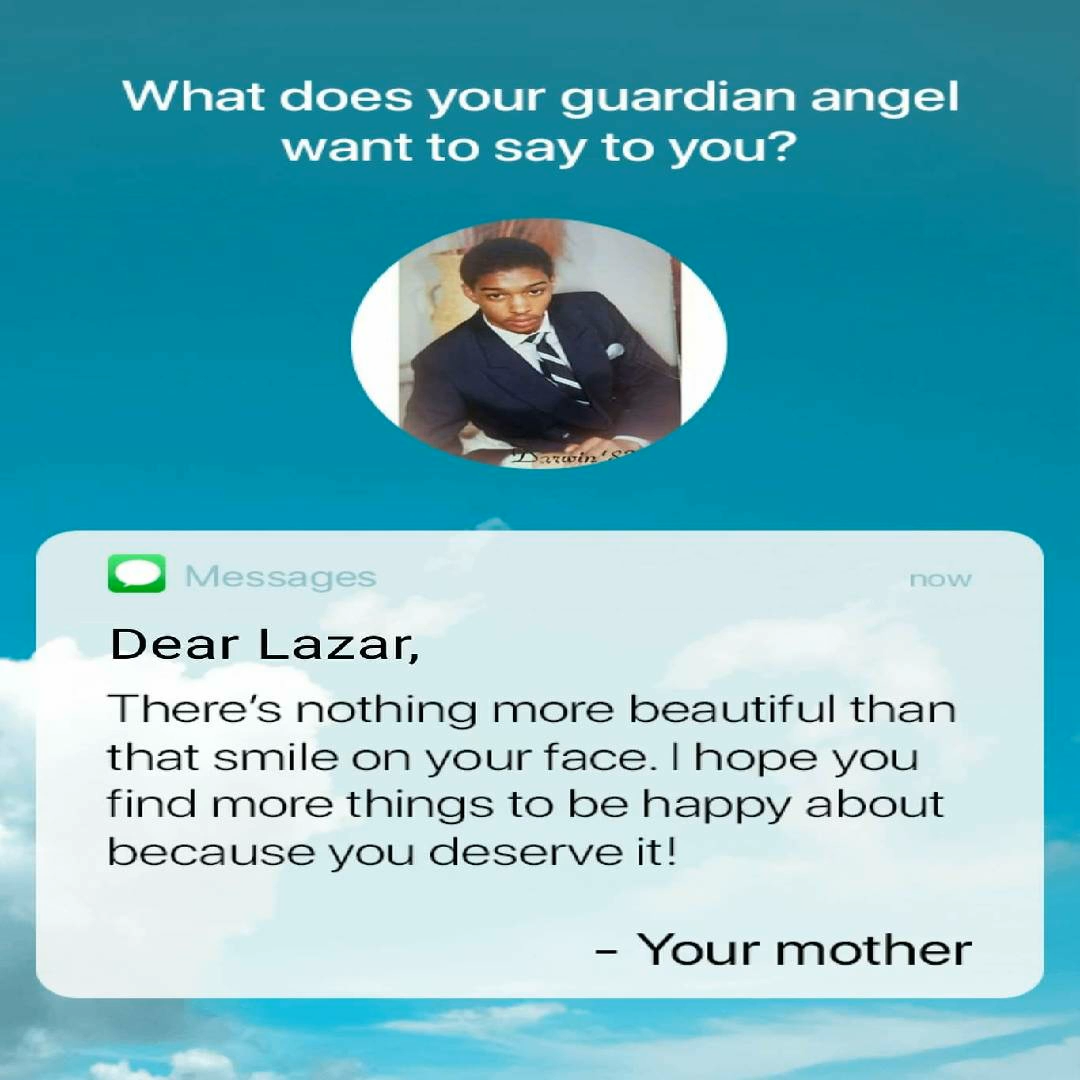 What does your guardian angel
want to say to you?
Darwin
Messages
now
Dear Lazar,
There's nothing more beautiful than
that smile on your face. I hope you
find more things to be happy about
because you deserve it!
- Your mother